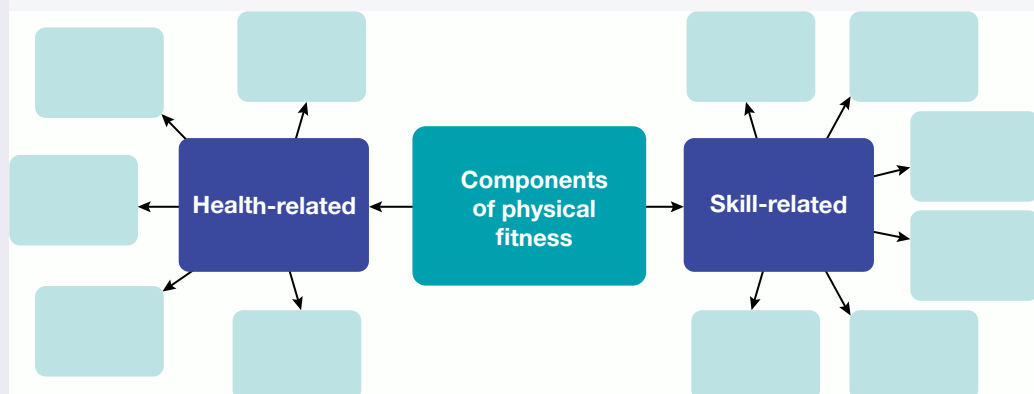 Health-related
Components
of physical
fitness
Skill-related